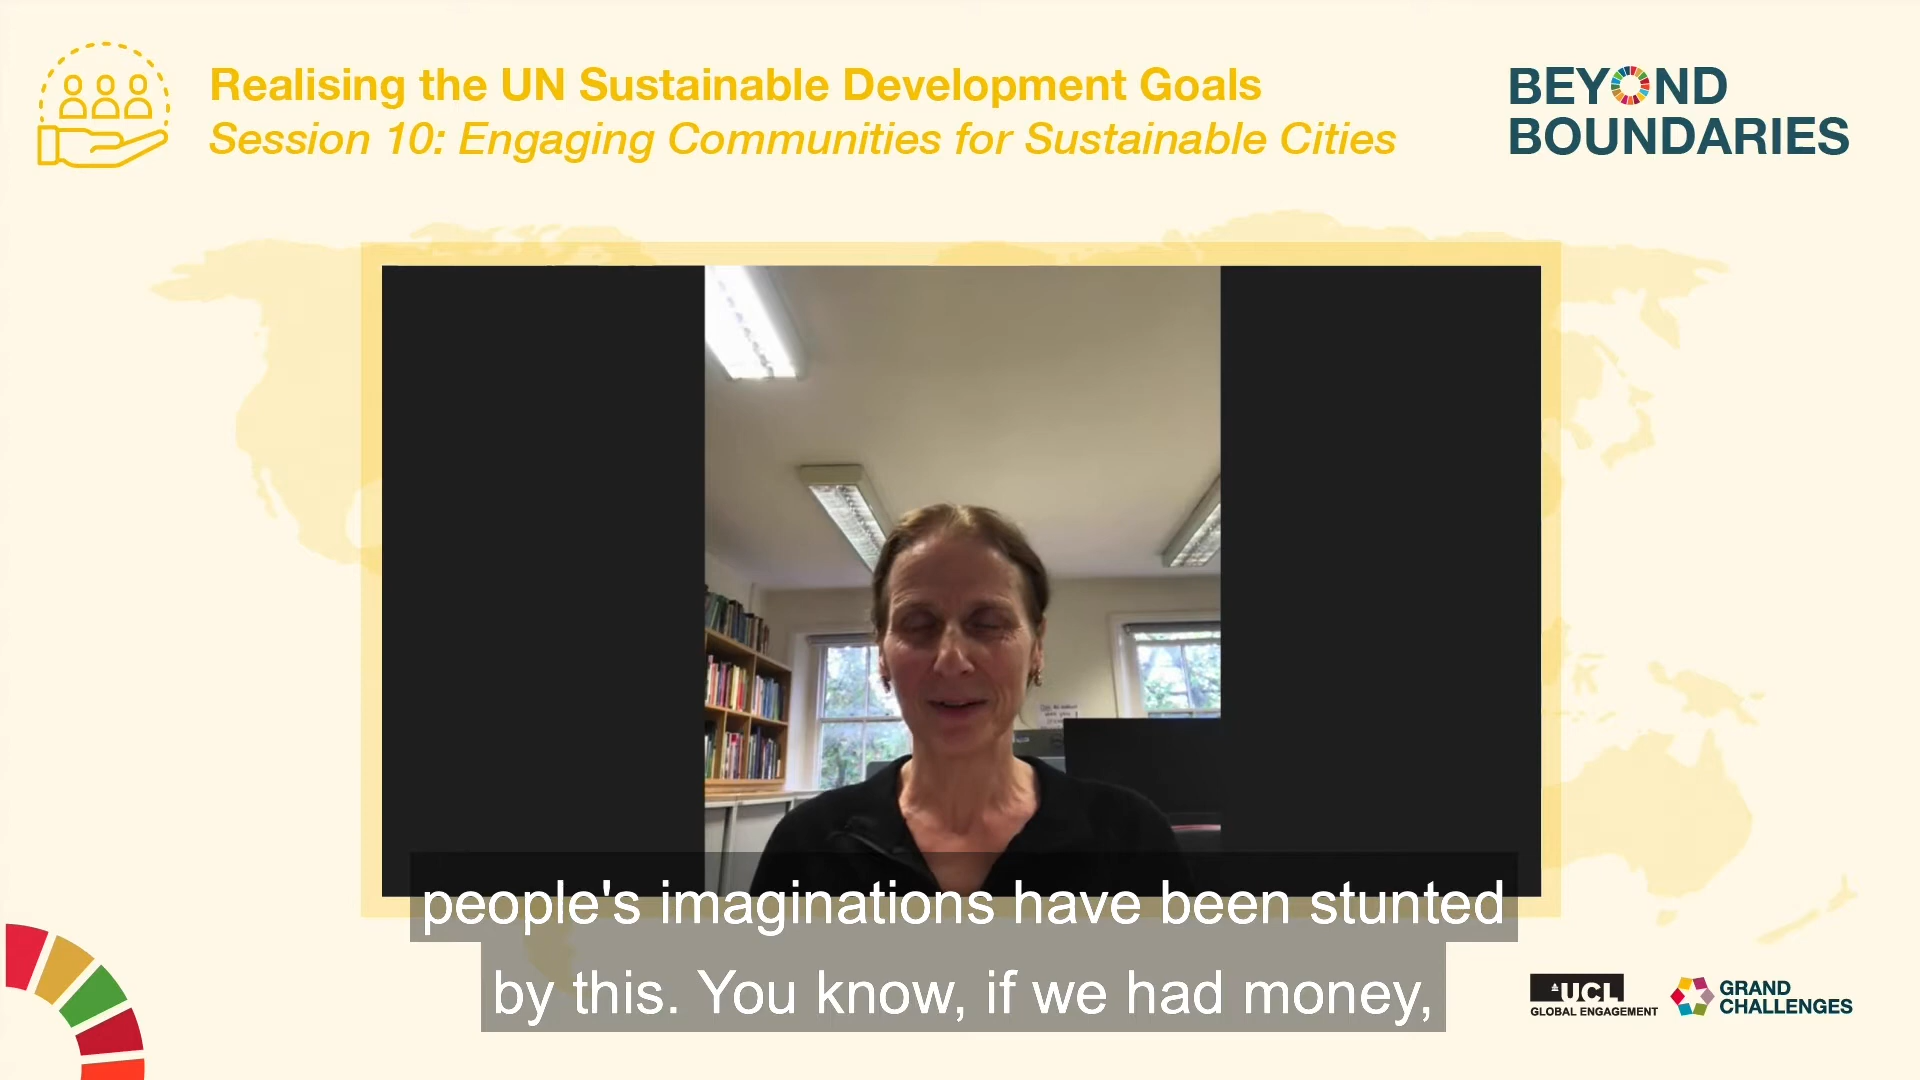 Realising the UN Sustainable Development Goals
Session 10: Engaging Communities for Sustainable Cities
BEYOND
BOUNDARIES
people's imaginations have been stunted
by this. You know, if we had money,
UCL
GLOBAL ENGAGEMENT
GRAND
CHALLENGES